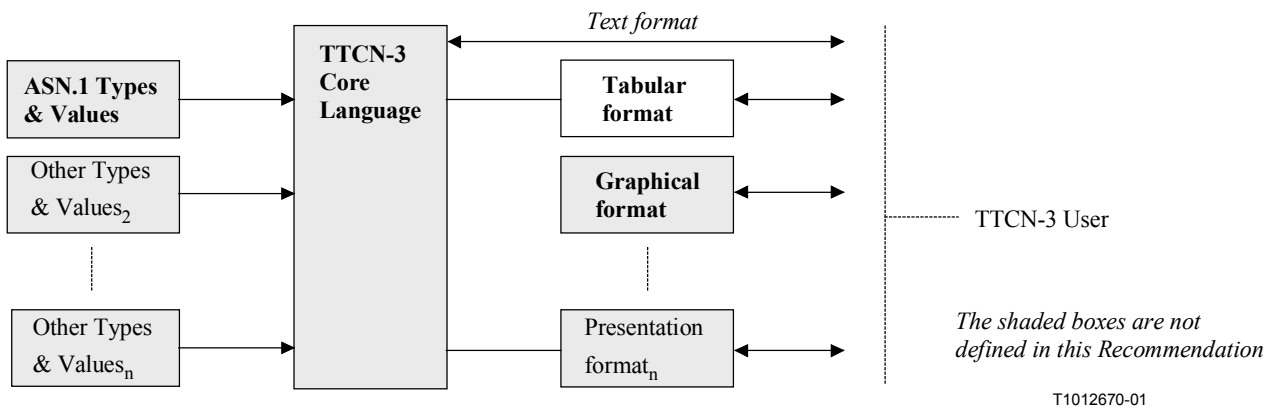 Text format
TTCN-3
Core
Language
ASN.1 Types
& Values
Tabular
format
Other Types
& Values2
Graphical
format
TTCN-3 User
Other Types
& Valuesn
Presentation
formatn
The shaded boxes are not
defined in this Recommendation
T1012670-01